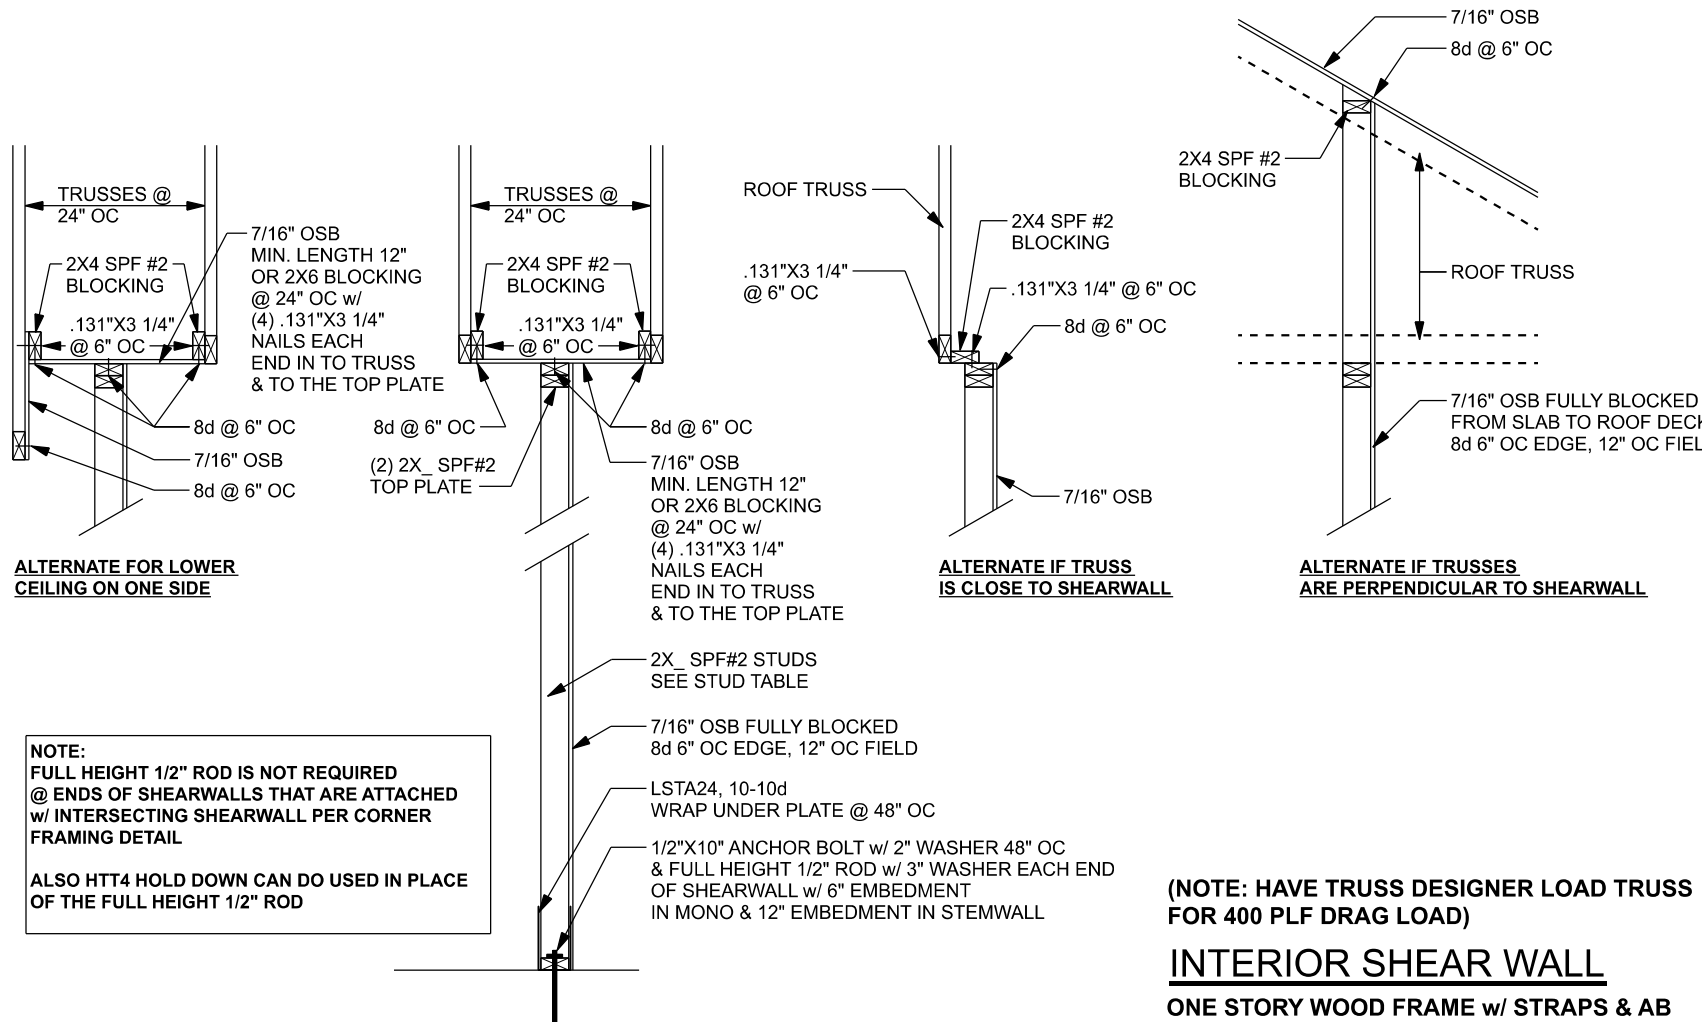 TRUSSES @
24" OC
7/16" OSB
MIN. LENGTH 12"
OR 2X6 BLOCKING
@ 24" OC w/
(4) .131"X3 1/4"
NAILS EACH
END IN TO TRUSS
& TO THE TOP PLATE
2X4 SPF #2
BLOCKING
.131"X3 1/4"
@ 6" OC
8d @ 6" OC
7/16" OSB
8d @ 6" OC
ALTERNATE FOR LOWER
CEILING ON ONE SIDE
TRUSSES @
24" OC
2X4 SPF #2
BLOCKING
.131"X3 1/4"
@ 6" OC
8d @ 6" OC
(2) 2X_ SPF#2
TOP PLATE
8d @ 6" OC
7/16" OSB
MIN. LENGTH 12"
OR 2X6 BLOCKING
@ 24" OC w/
(4) .131"X3 1/4"
NAILS EACH
END IN TO TRUSS
& TO THE TOP PLATE
2X_ SPF#2 STUDS
SEE STUD TABLE
7/16" OSB FULLY BLOCKED
8d 6" OC EDGE, 12" OC FIELD
LSTA24, 10-10d
WRAP UNDER PLATE @ 48" OC
1/2"X10" ANCHOR BOLT w/ 2" WASHER 48" OC
& FULL HEIGHT 1/2" ROD w/ 3" WASHER EACH END
OF SHEARWALL w/ 6" EMBEDMENT
IN MONO & 12" EMBEDMENT IN STEMWALL
ROOF TRUSS
2X4 SPF #2
BLOCKING
.131"X3 1/4"
@ 6" OC
.131"X3 1/4" @ 6" OC
8d @ 6" OC
7/16" OSB
ALTERNATE IF TRUSS
IS CLOSE TO SHEARWALL
7/16" OSB
8d @ 6" OC
2X4 SPF #2
BLOCKING
ROOF TRUSS
7/16" OSB FULLY BLOCKED
FROM SLAB TO ROOF DECK
8d 6" OC EDGE, 12" OC FIEL
ALTERNATE IF TRUSSES
ARE PERPENDICULAR TO SHEARWALL
NOTE:
FULL HEIGHT 1/2" ROD IS NOT REQUIRED
@ ENDS OF SHEARWALLS THAT ARE ATTACHED
w/ INTERSECTING SHEARWALL PER CORNER
FRAMING DETAIL
ALSO HTT4 HOLD DOWN CAN DO USED IN PLACE
OF THE FULL HEIGHT 1/2" ROD
(NOTE: HAVE TRUSS DESIGNER LOAD TRUSS
FOR 400 PLF DRAG LOAD)
INTERIOR SHEAR WALL
ONE STORY WOOD FRAME w/ STRAPS & AB